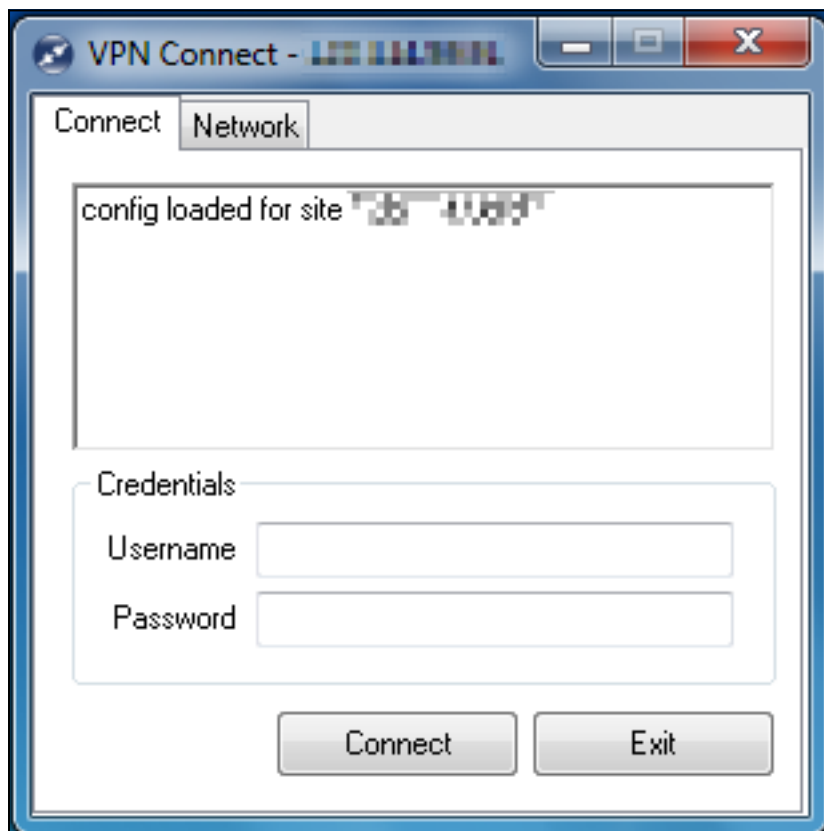 VPN Connect -
Connect
Network
config loaded for site
Credentials
Username
Password
Connect
Exit